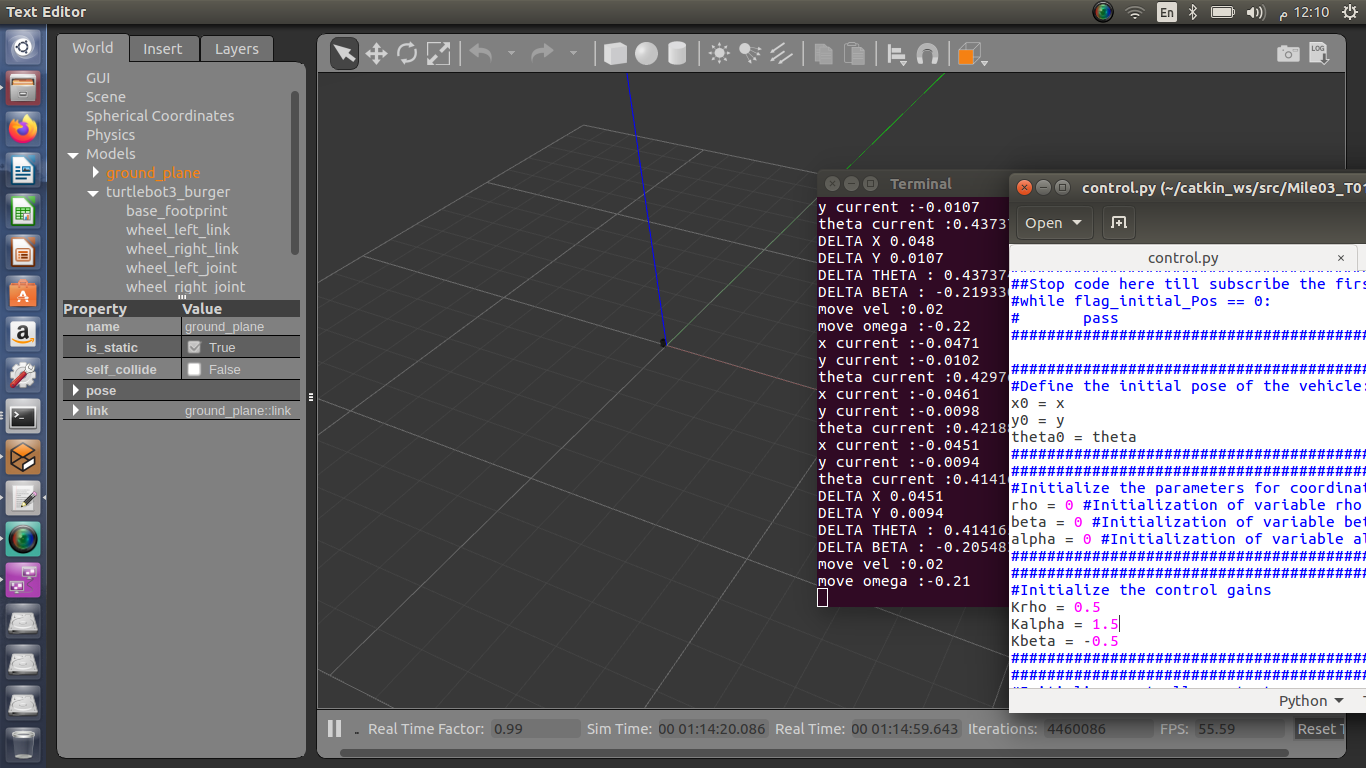 Text Editor
En
م 12:10
World
Insert
Layers
GUI
Scene
Spherical Coordinates
Physics
Models
ground_plane
turtlebot3_burger
base_footprint
wheel_left_link
wheel_right_link
wheel_left_joint
wheel_right_joint
Property Value
name ground_plane
is_static True
self_collide False
pose
link ground_plane::link
LOG
Terminal
y current :-0.0107
theta current :0.4373
DELTA X 0.048
DELTA Y 0.0107
DELTA THETA : 0.43737
DELTA BETA : -0.21933
move vel :0.02
move omega :-0.22
x current :-0.0471
y current :-0.0102
theta current :0.4297
x current :-0.0461
y current :-0.0098
theta current :0.4218
x current :-0.0451
y current :-0.0094
theta current :0.4141
DELTA X 0.0451
DELTA Y 0.0094
DELTA THETA : 0.41416
DELTA BETA : -0.20548
move vel :0.02
move omega :-0.21
control.py (~/catkin_ws/src/Mile03_T01
Open
control.py ×
##Stop code here till subscribe the firs
#while flag_initial_Pos == 0:
# pass
########################################
########################################
#Define the initial pose of the vehicle:
x0 = x
y0 = y
theta0 = theta
########################################
########################################
#Initialize the parameters for coordinat
rho = 0 #Initialization of variable rho
beta = 0 #Initialization of variable bet
alpha = 0 #Initialization of variable al
########################################
########################################
#Initialize the control gains
Krho = 0.5
Kalpha = 1.5
Kbeta = -0.5
########################################
########################################
Python
Real Time Factor: 0.99 Sim Time: 00 01:14:20.086 Real Time: 00 01:14:59.643 Iterations: 4460086 FPS: 55.59 Reset T